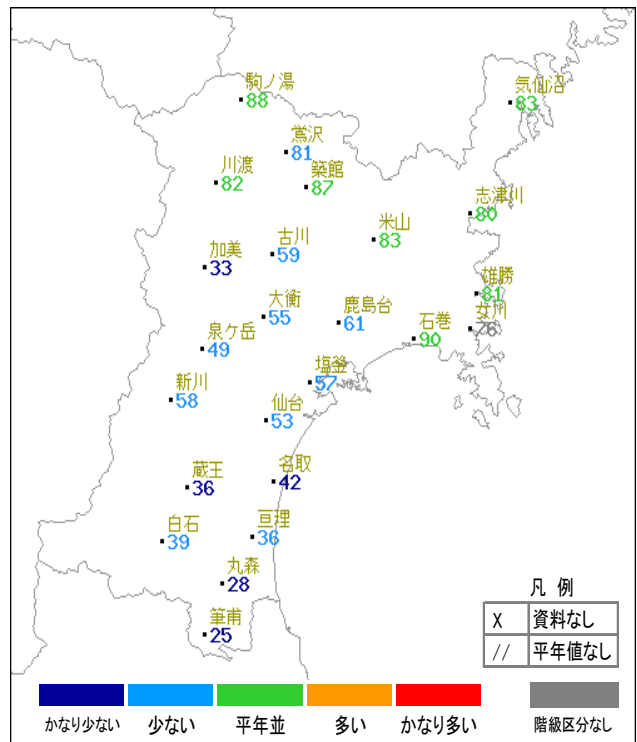 駒ノ湯
88
気仙沼
83
鴬沢
81
川渡
82
築館
87
志津川
80
米山
83
古川
59
加美
33
雄勝
81
大衡
55
鹿島台
61
女川
76
石巻
90
泉ケ岳
49
塩釜
57
新川
58
仙台
53
蔵王
36
名取
42
白石
39
亘理
36
丸森
28
筆甫
25
凡 例
X 資料なし
// 平年値なし
かなり少ない 少ない 平年並 多い かなり多い 階級区分なし